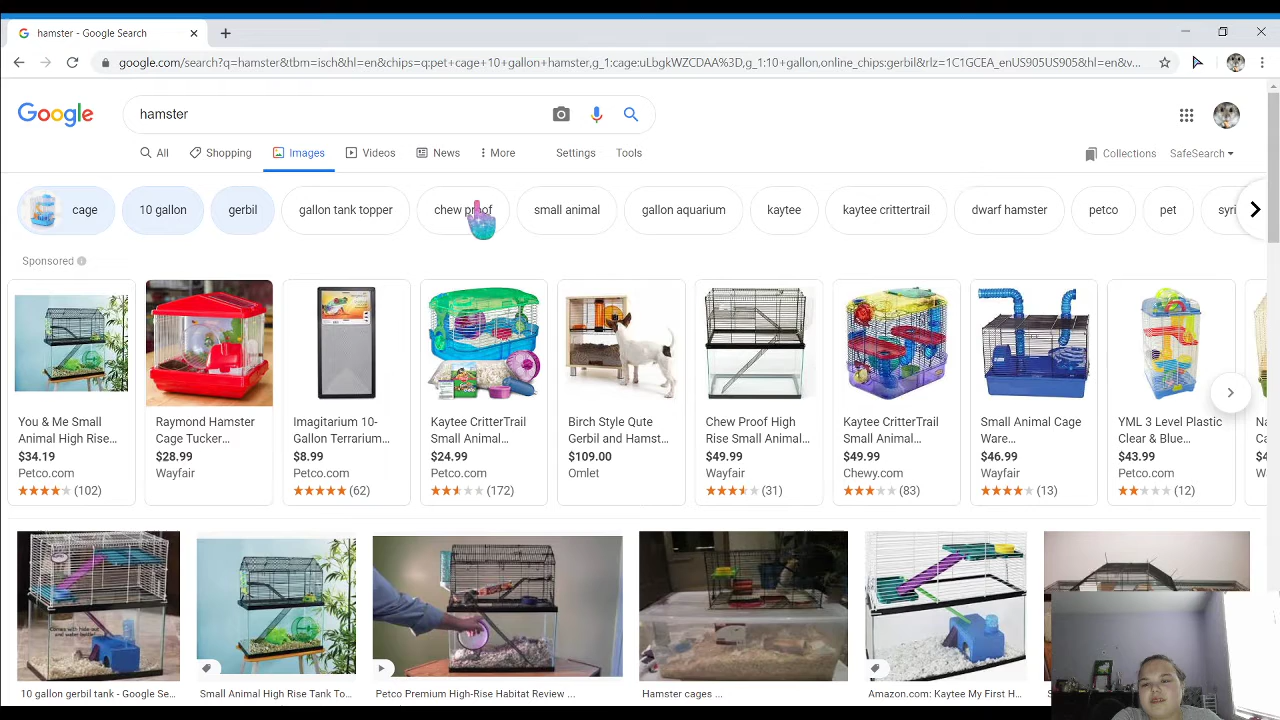 hamster - Google Search
google.com/search?q=hamster&tbm=isch&hl=en&chips=q:pet+cage+10+gallon+hamster,g_1:cage:uLbgkWZCDAA%3D,g_1:10+gallon,online_chips:gerbil&rlz=1C1GCEA_enUS905US905&hl=en&v...
Google
hamster
All Shopping Images Videos News More Settings Tools Collections SafeSearch
cage 10 gallon gerbil gallon tank topper chew proof small animal gallon aquarium kaytee kaytee crittertrail dwarf hamster petco pet syri
Sponsored
You & Me Small
Animal High Rise...
$34.19
Petco.com
(102)
Raymond Hamster
Cage Tucker...
$28.99
Wayfair
Imagitarium 10-
Gallon Terrarium...
$8.99
Petco.com
(62)
Kaytee CritterTrail
Small Animal...
$24.99
Petco.com
(172)
Birch Style Qute
Gerbil and Hamst...
$109.00
Omlet
Chew Proof High
Rise Small Animal...
$49.99
Wayfair
(31)
Kaytee CritterTrail
Small Animal...
$49.99
Chewy.com
(83)
Small Animal Cage
Ware...
$46.99
Wayfair
(13)
YML 3 Level Plastic
Clear & Blue...
$43.99
Petco.com
(12)
10 gallon gerbil tank - Google Se...
Small Animal High Rise Tank To...
Petco Premium High-Rise Habitat Review ...
Hamster cages ...
Amazon.com: Kaytee My First H...